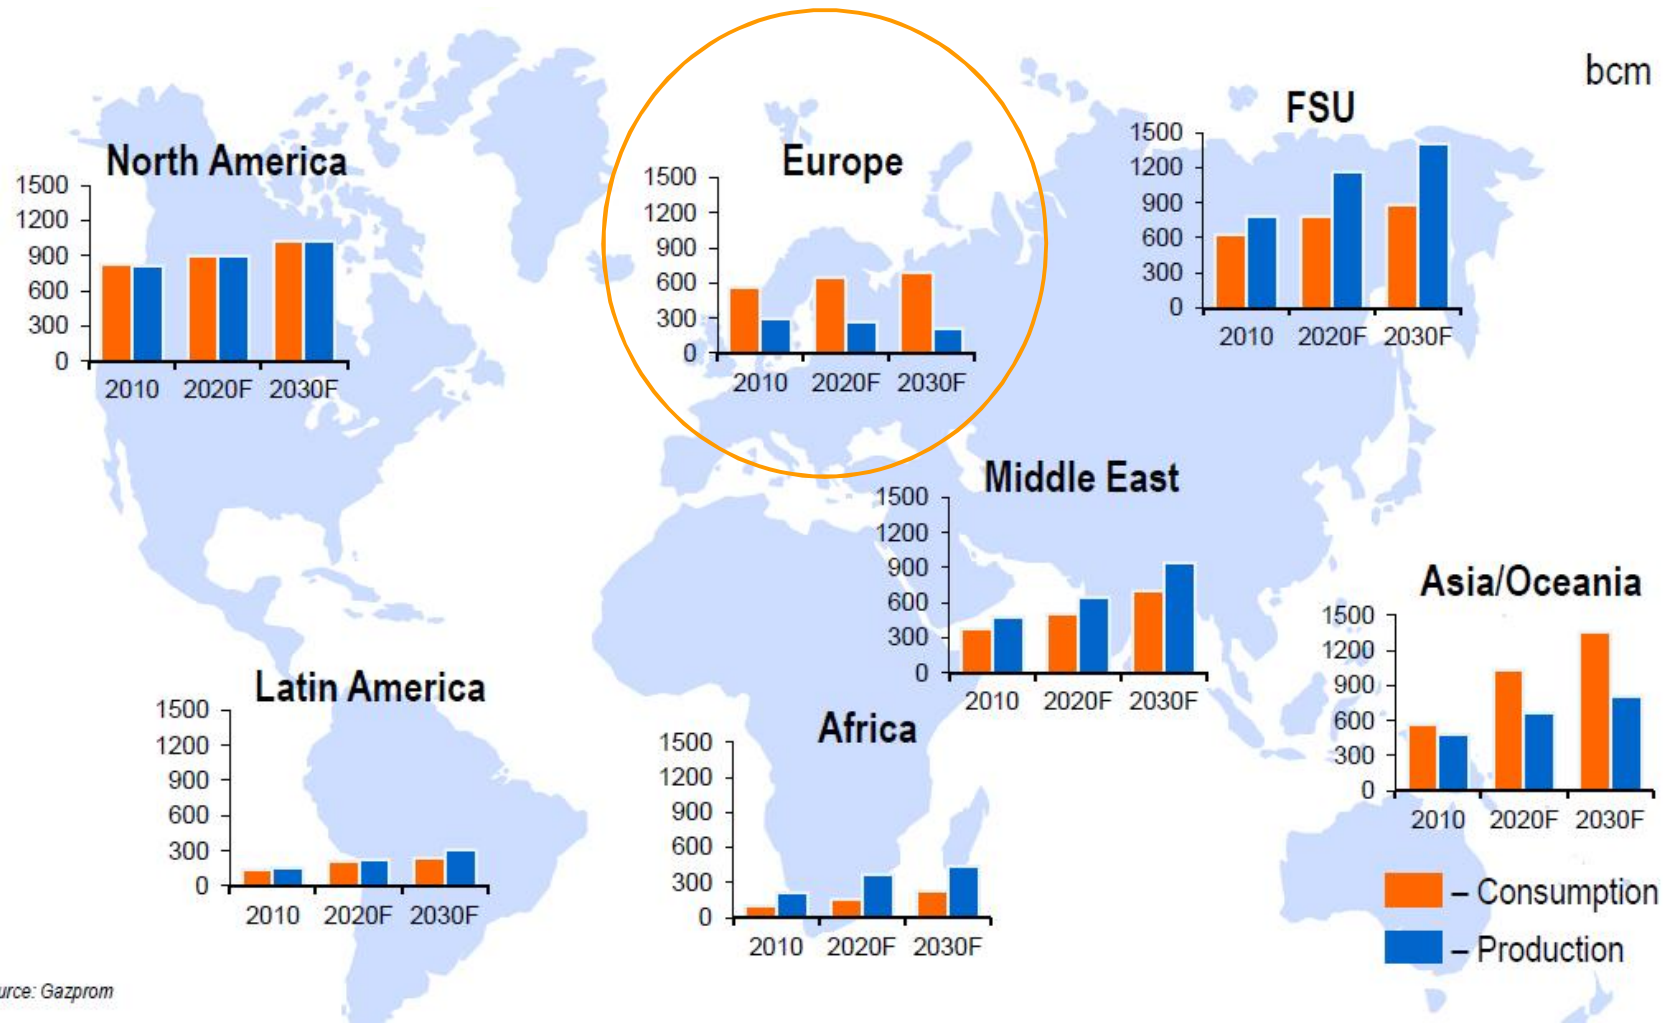 bcm
North America
1500
1200
900
600
300
0
2010 2020F 2030F
Europe
1500
1200
900
600
300
0
2010 2020F 2030F
FSU
1500
1200
900
600
300
0
2010 2020F 2030F
Middle East
1500
1200
900
600
300
0
2010 2020F 2030F
Asia/Oceania
1500
1200
900
600
300
0
2010 2020F 2030F
Latin America
1500
1200
900
600
300
0
2010 2020F 2030F
Africa
1500
1200
900
600
300
0
2010 2020F 2030F
– Consumption
– Production
urce: Gazprom